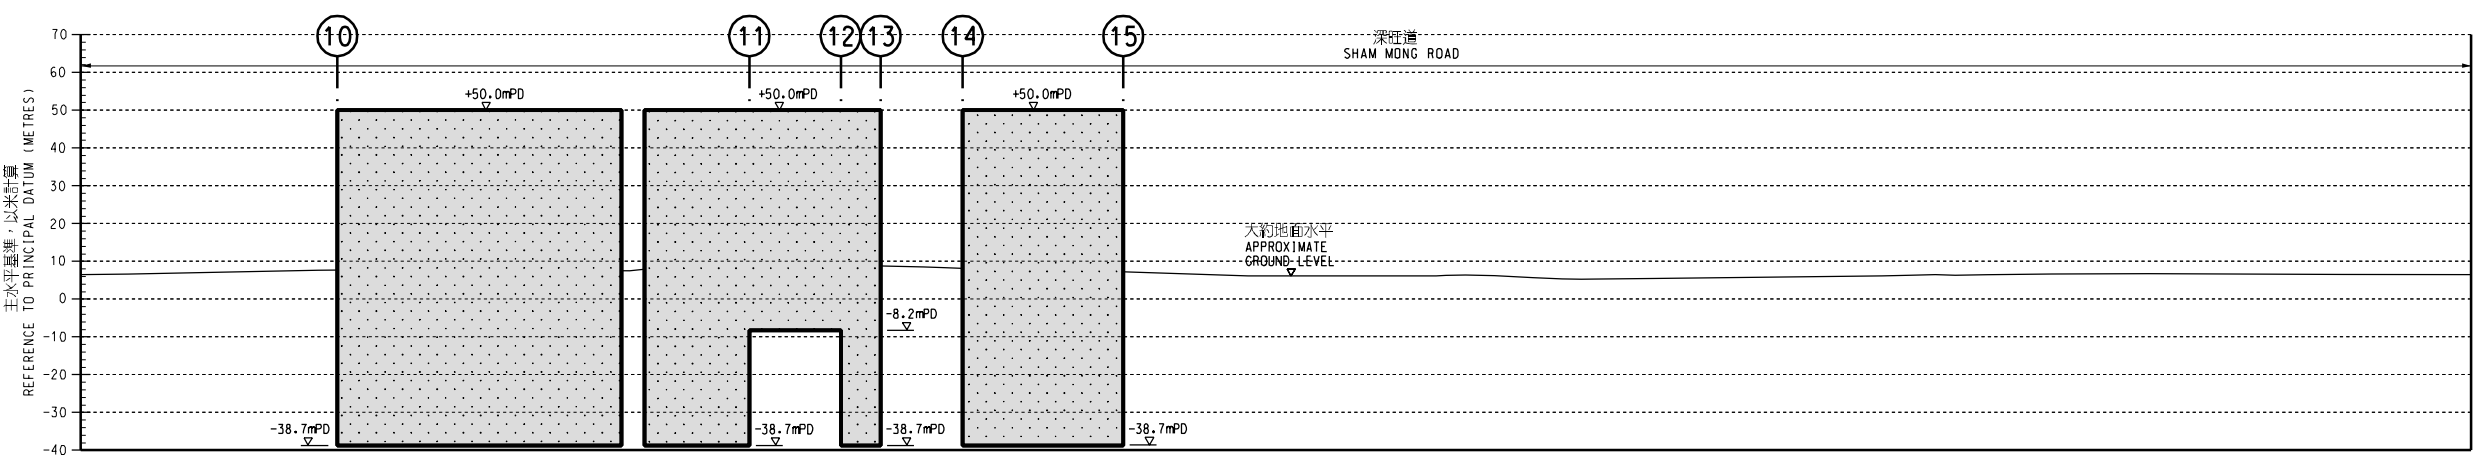 10
11
12
13
14
15
深旺道
SHAM MONG ROAD
70
60
50
40
30
20
10
0
-10
-20
-30
-40
主水平基準，以米計算
REFERENCE TO PRINCIPAL DATUM (METRES)
+50.0mPD
+50.0mPD
+50.0mPD
大約地面水平
APPROXIMATE
GROUND LEVEL
-8.2mPD
-38.7mPD
-38.7mPD
-38.7mPD
-38.7mPD